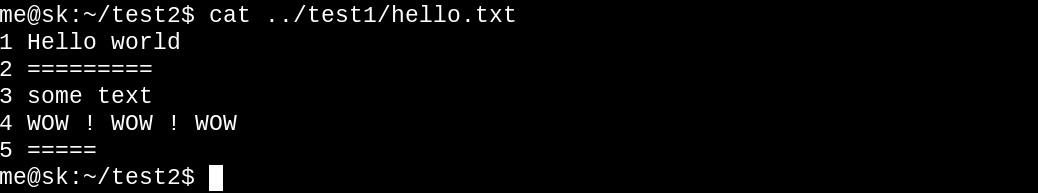 me@sk:~/test2$ cat ../test1/hello.txt
1 Hello world
2 =========
3 some text
4 WOW ! WOW ! WOW
5 =====
me@sk:~/test2$